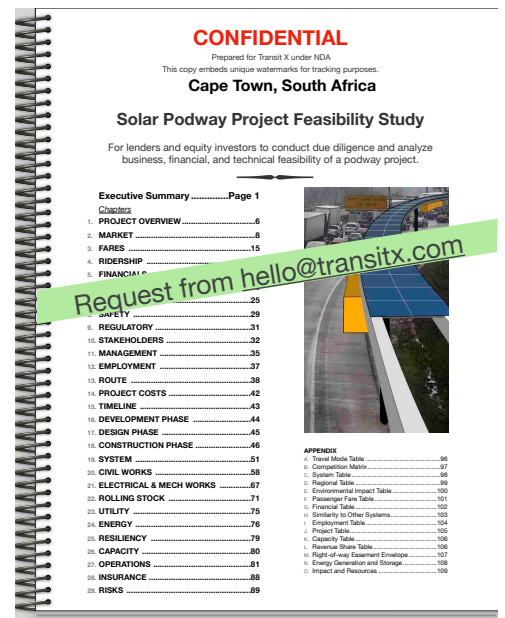 CONFIDENTIAL
Prepared for Transit X under NDA
This copy embeds unique watermarks for tracking purposes.
Cape Town, South Africa
Solar Podway Project Feasibility Study
For lenders and equity investors to conduct due diligence and analyze
business, financial, and technical feasibility of a podway project.
Executive Summary..............Page 1
Chapters
1. PROJECT OVERVIEW..................................6
2. MARKET..................................8
3. FARES..................................15
4. RIDERSHIP
5. FINANCIALS
Request from hello@transitx.com
25
SAFETY..................................29
9. REGULATORY..................................31
10. STAKEHOLDERS..................................32
11. MANAGEMENT..................................35
12. EMPLOYMENT..................................37
13. ROUTE..................................38
14. PROJECT COSTS..................................42
15. TIMELINE..................................43
16. DEVELOPMENT PHASE..................................44
17. DESIGN PHASE..................................45
18. CONSTRUCTION PHASE..................................46
19. SYSTEM..................................51
20. CIVIL WORKS..................................58
21. ELECTRICAL & MECH WORKS............67
22. ROLLING STOCK..................................71
23. UTILITY..................................75
24. ENERGY..................................76
25. RESILIENCY..................................79
26. CAPACITY..................................80
27. OPERATIONS..................................81
28. INSURANCE..................................88
29. RISKS..................................89
APPENDIX
A. Travel Mode Table..................................96
B. Competition Matrix..................................97
C. System Table..................................98
D. Regional Table..................................99
E. Environmental Impact Table..................100
F. Passenger Fare Table..................101
G. Financial Table..................................102
H. Similarity to Other Systems..................103
I. Employment Table..................................104
J. Project Table..................................105
K. Capacity Table..................................106
L. Revenue Share Table..................106
M. Right-of-way Easement Envelope............107
N. Energy Generation and Storage............108
O. Impact and Resources..................109